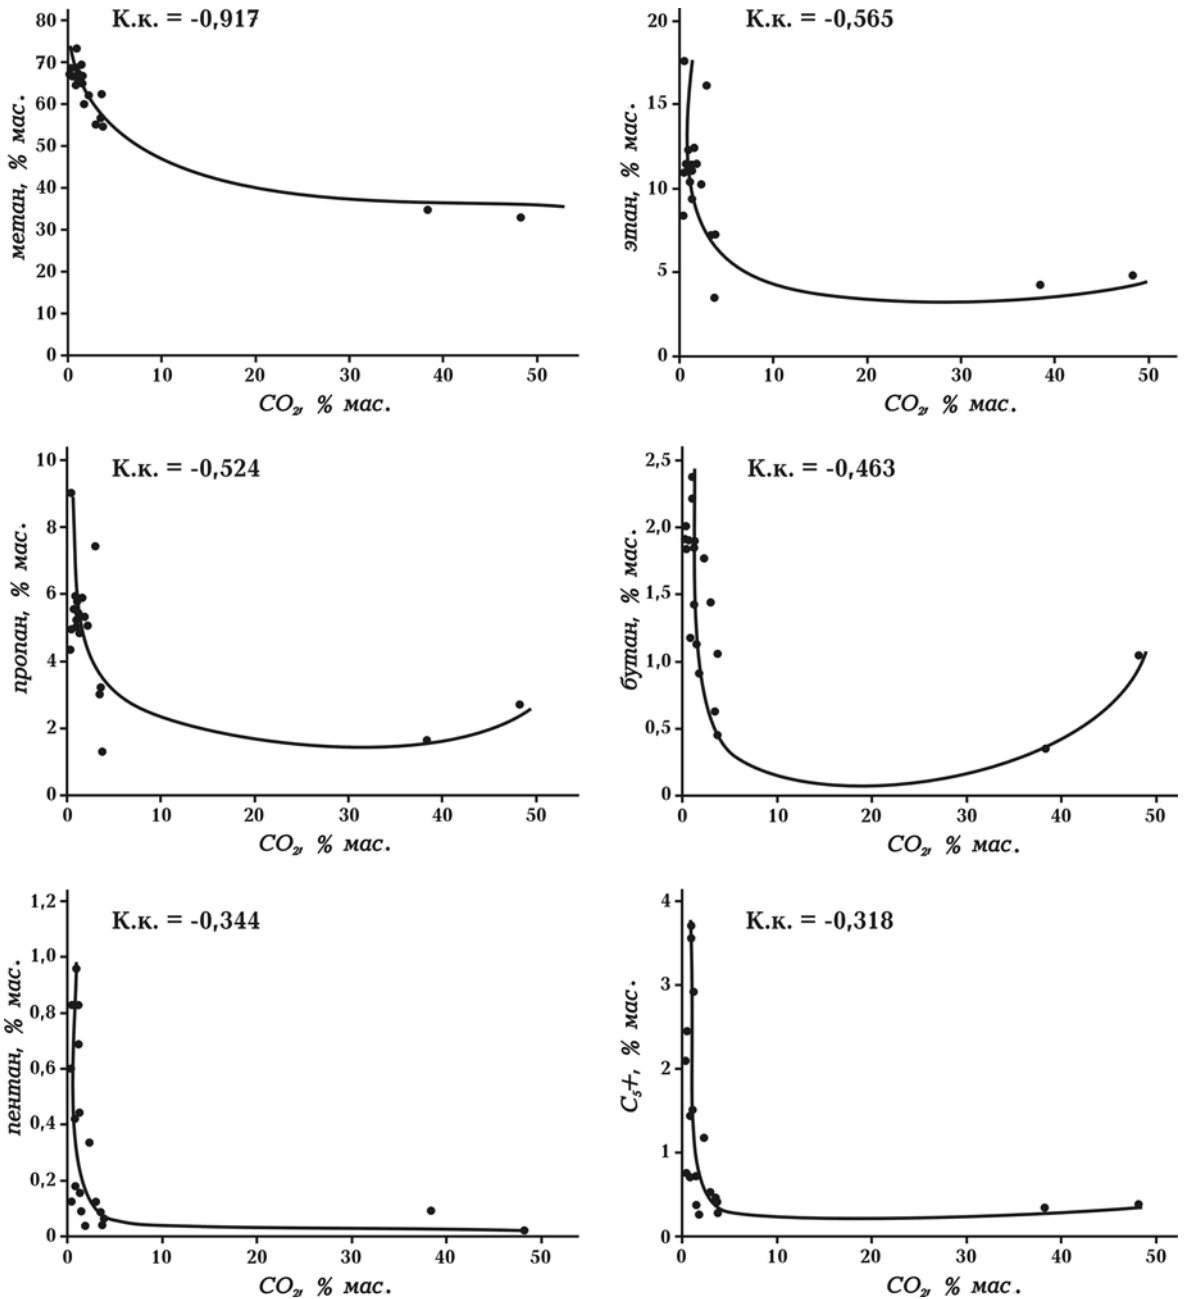 К.к. = -0,917
метан, % мас.
80
70
60
50
40
30
20
10
0
0 10 20 30 40 50
CO₂, % мас.
К.к. = -0,565
этан, % мас.
20
15
10
5
0
0 10 20 30 40 50
CO₂, % мас.
К.к. = -0,524
пропан, % мас.
10
8
6
4
2
0
0 10 20 30 40 50
CO₂, % мас.
К.к. = -0,463
бутан, % мас.
2,5
2,0
1,5
1,0
0,5
0
0 10 20 30 40 50
CO₂, % мас.
К.к. = -0,344
пентан, % мас.
1,2
1,0
0,8
0,6
0,4
0,2
0
0 10 20 30 40 50
CO₂, % мас.
К.к. = -0,318
C₅+, % мас.
4
3
2
1
0
0 10 20 30 40 50
CO₂, % мас.